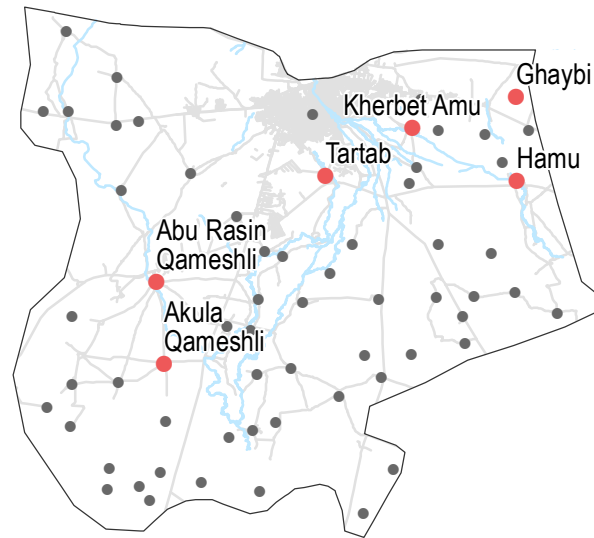 Ghaybi
Kherbet Amu
Tartab
Hamu
Abu Rasin
Qameshli
Akula
Qameshli